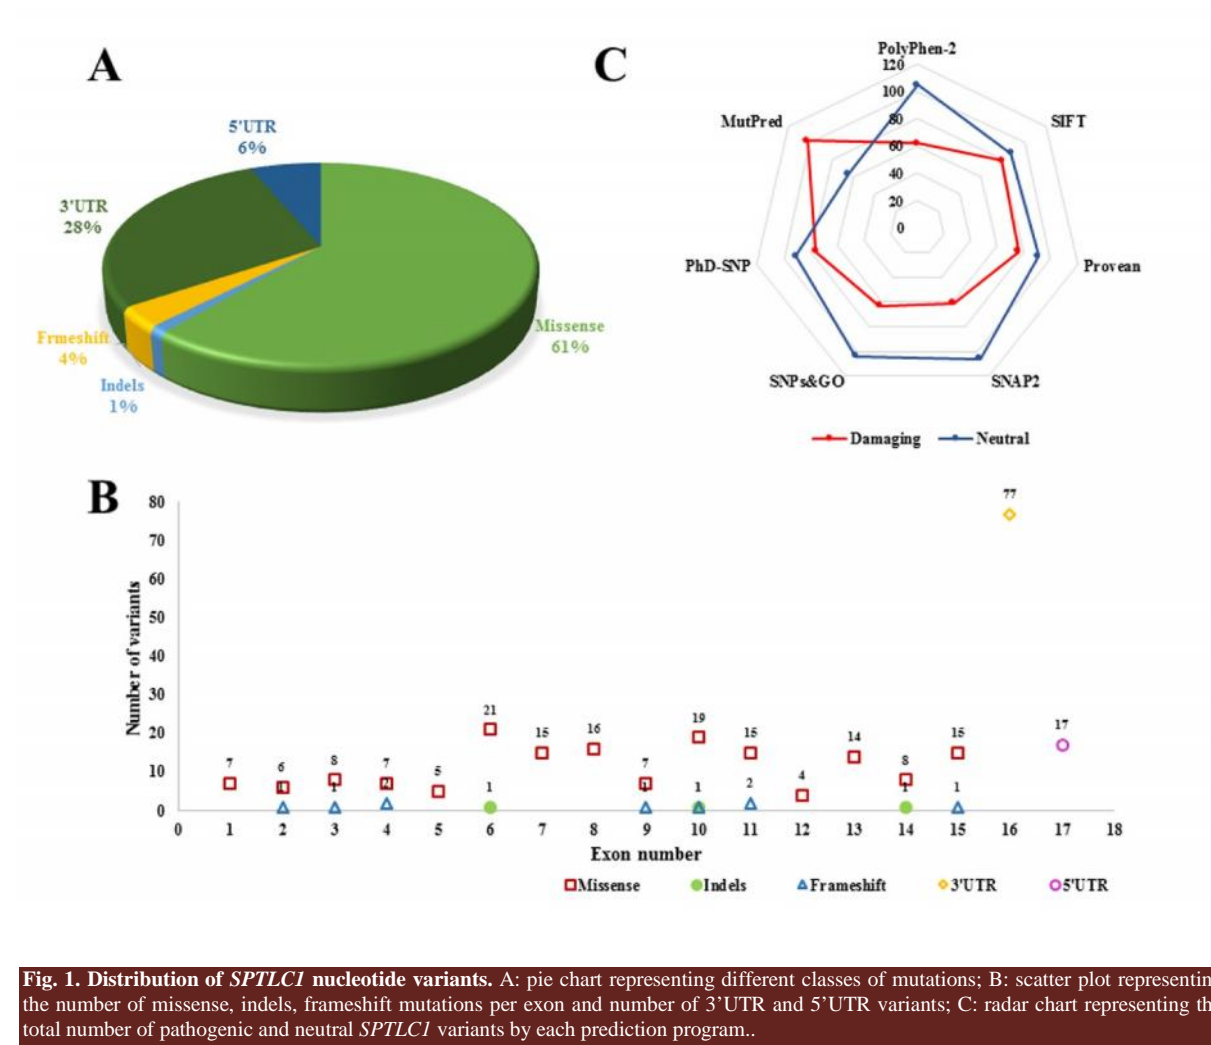 A
5'UTR
6%
3'UTR
28%
Frmeshift
4%
Indels
1%
Missense
61%
C
PolyPhen-2
120
100
80
60
40
20
0
MutPred
SIFT
PhD-SNP
Provean
SNPs&GO
SNAP2
Damaging
Neutral
B
Number of variants
80
70
60
50
40
30
20
10
0
77
21
19
17
15
16
15
14
15
7
6
8
7
5
7
4
8
1
1
2
1
1
1
2
1
1
0 1 2 3 4 5 6 7 8 9 10 11 12 13 14 15 16 17 18
Exon number
Missense Indels Frameshift 3'UTR 5'UTR
Fig. 1. Distribution of SPTLC1 nucleotide variants. A: pie chart representing different classes of mutations; B: scatter plot representin
the number of missense, indels, frameshift mutations per exon and number of 3’UTR and 5’UTR variants; C: radar chart representing th
total number of pathogenic and neutral SPTLC1 variants by each prediction program..